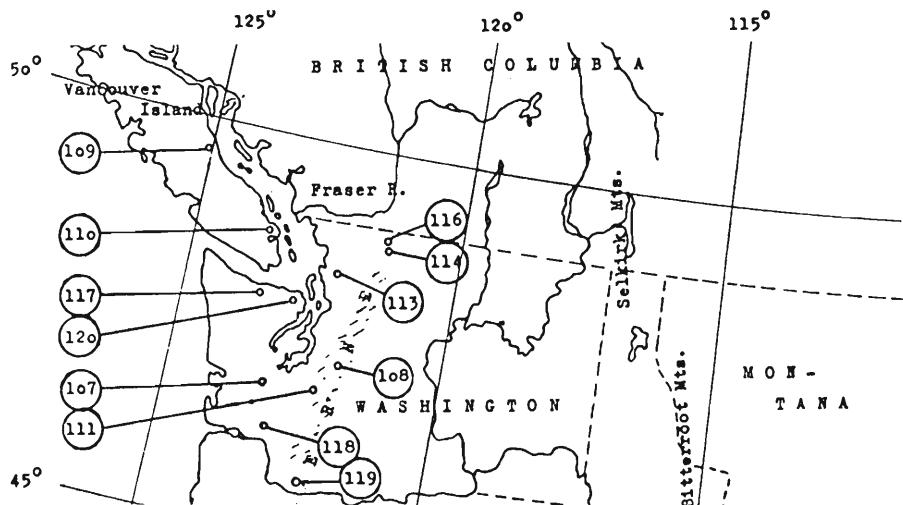 125°
120°
115°
50°
BRITISH COLUMBIA
Vancouver
Island
109
Fraser R.
Selkirk Mts.
116
110
114
117
113
120
108
107
MON-
TANA
WASHINGTON
111
118
Bitterroot Mts.
119
45°